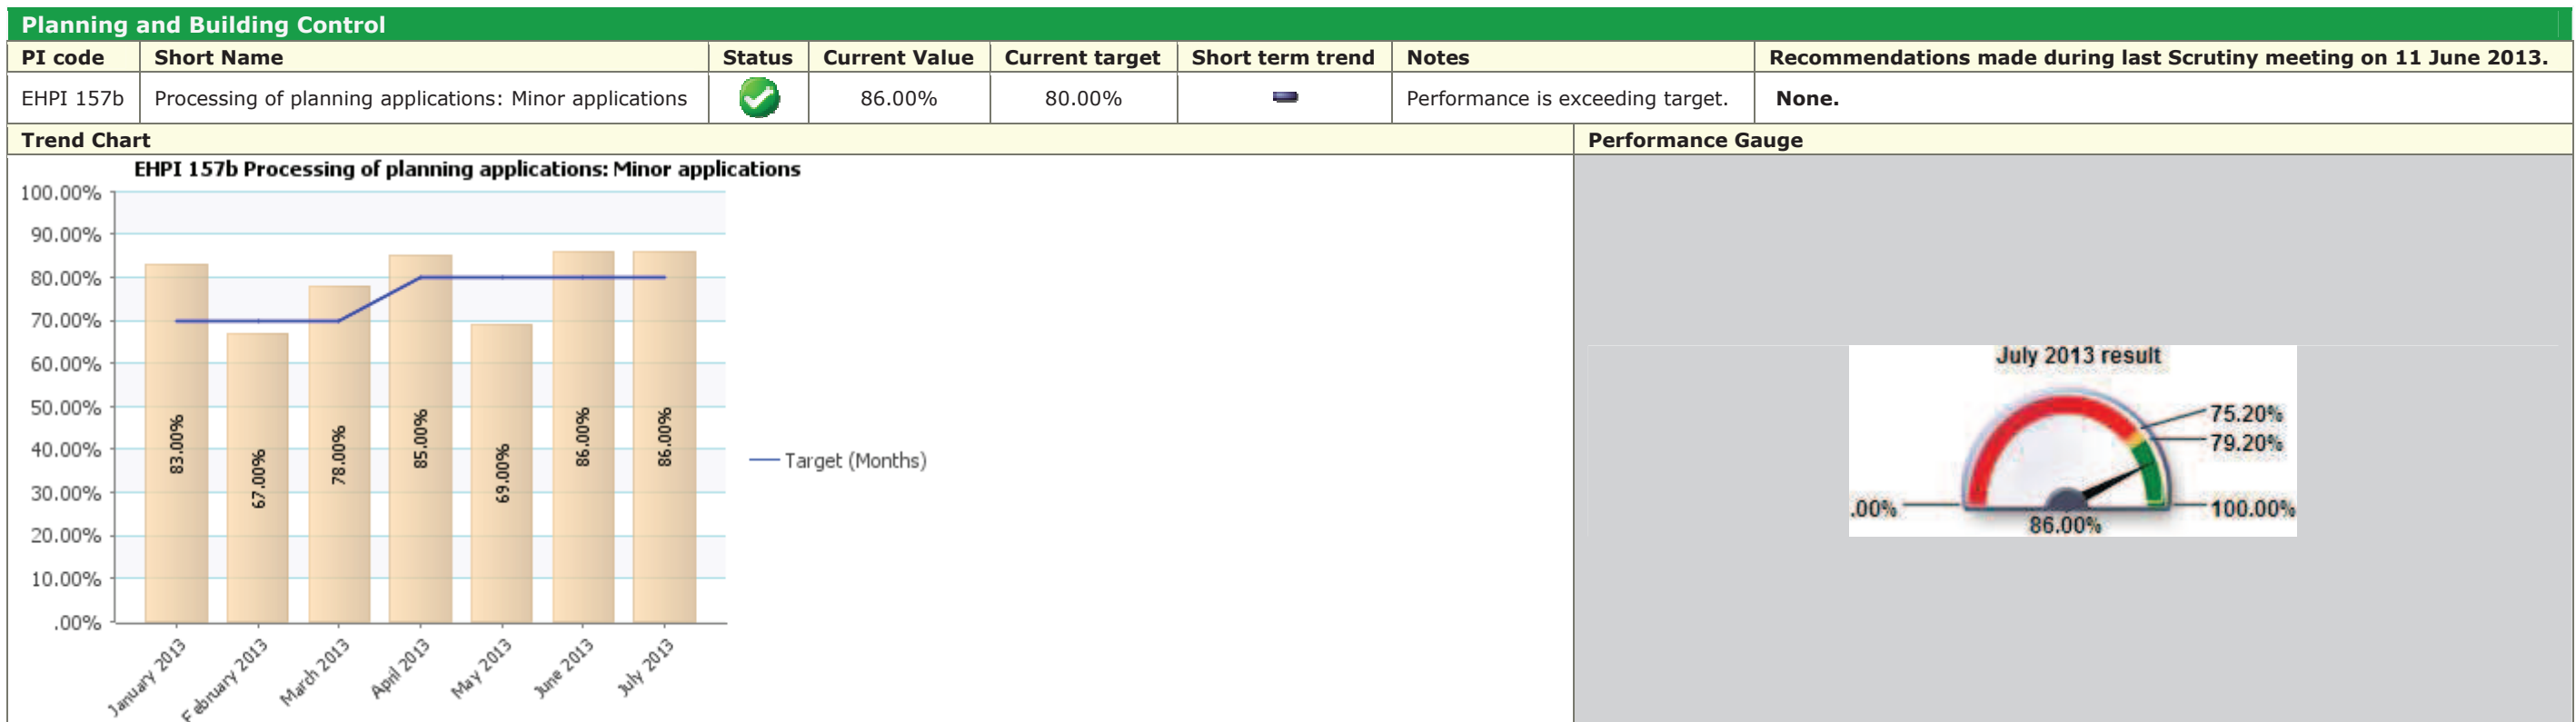 Planning and Building Control
PI code Short Name Status Current Value Current target Short term trend Notes Recommendations made during last Scrutiny meeting on 11 June 2013.
EHPI 157b Processing of planning applications: Minor applications 86.00% 80.00% Performance is exceeding target. None.
Trend Chart Performance Gauge
EHPI 157b Processing of planning applications: Minor applications
100.00%
90.00%
80.00%
70.00%
60.00%
50.00%
40.00%
30.00%
20.00%
10.00%
.00%
83.00%
67.00%
78.00%
85.00%
69.00%
86.00%
86.00%
January 2013
February 2013
March 2013
April 2013
May 2013
June 2013
July 2013
Target (Months)
July 2013 result
75.20%
79.20%
.00%
100.00%
86.00%